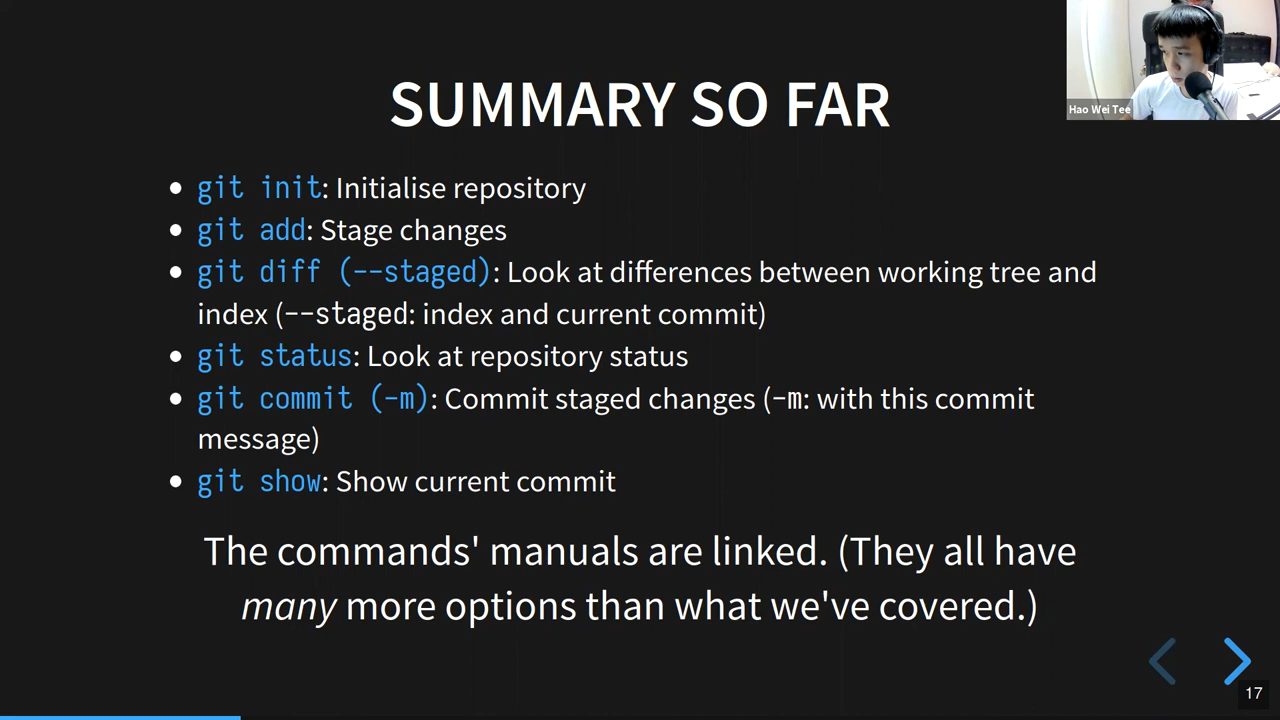 Hao Wei Tee
SUMMARY SO FAR
git init: Initialise repository
git add: Stage changes
git diff (--staged): Look at differences between working tree and
index (--staged: index and current commit)
git status: Look at repository status
git commit (-m): Commit staged changes (-m: with this commit
message)
git show: Show current commit
The commands' manuals are linked. (They all have
many more options than what we've covered.)
17